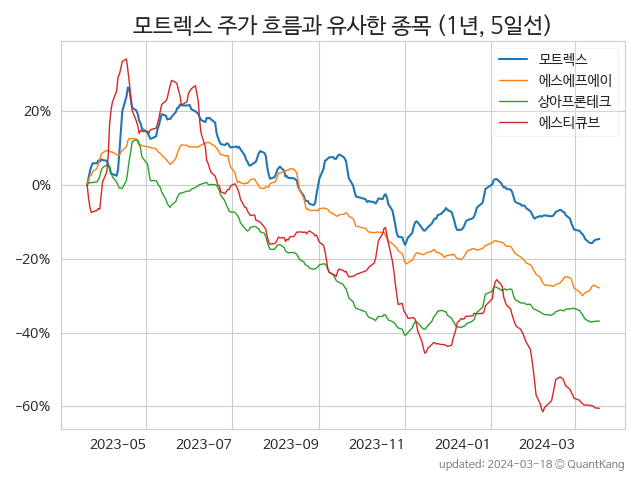 모트렉스 주가 흐름과 유사한 종목 (1년, 5일선)
모트렉스
에스에프에이
상아프론테크
에스티큐브
20%
0%
−20%
−40%
−60%
2023-05 2023-07 2023-09 2023-11 2024-01 2024-03
updated: 2024-03-18 © QuantKang